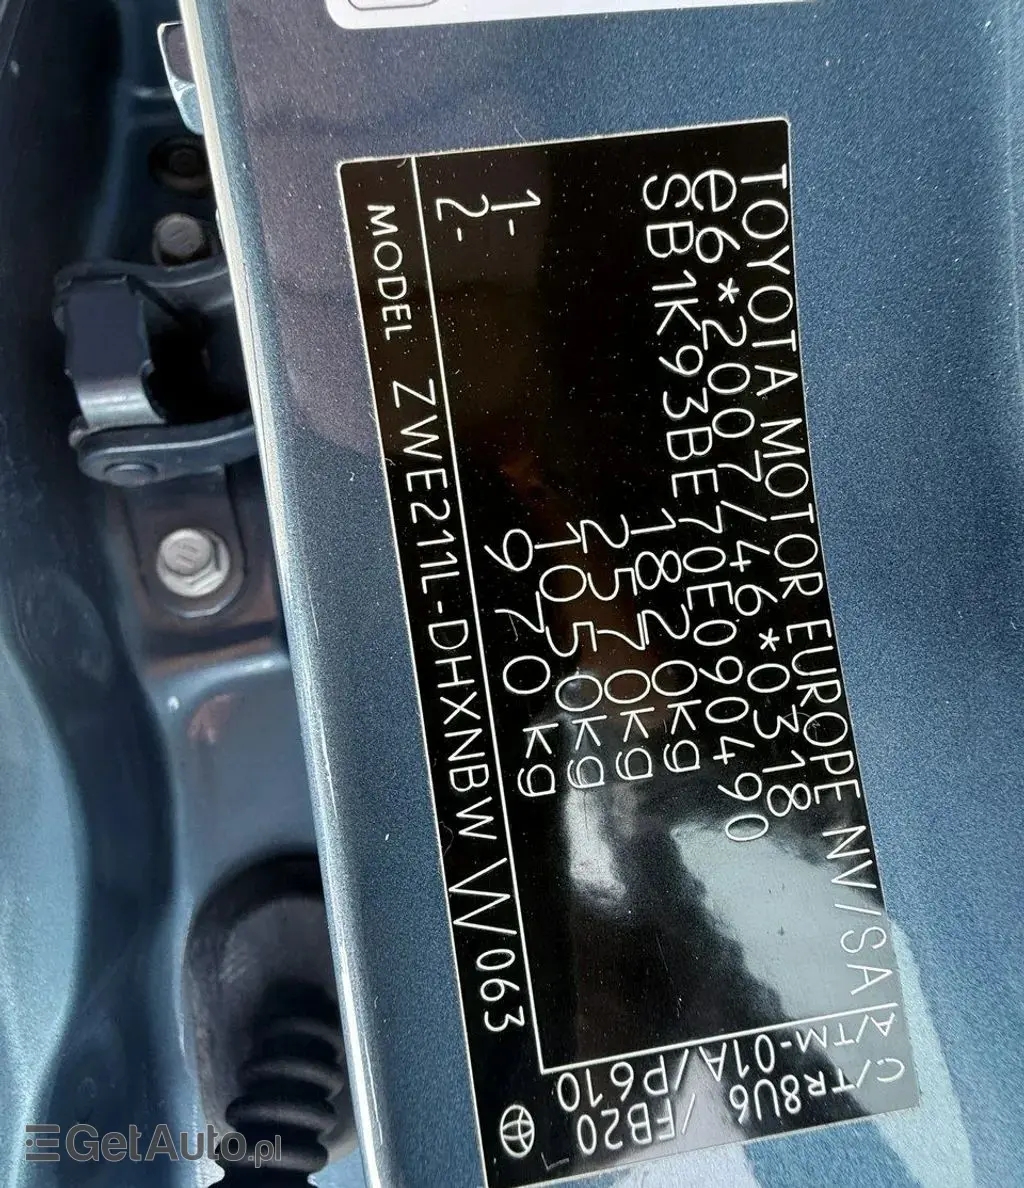 TOYOTA MOTOR EUROPE NV/SA
e6*2007/46*0318
SB1K93BE70E090490
1820kg
2370kg
1- 1050kg
2- 970kg
C/TR8U6 /FB20
A/TM-01A/P610
MODEL ZWE211L-DHXNBW W/063
GetAuto.pl